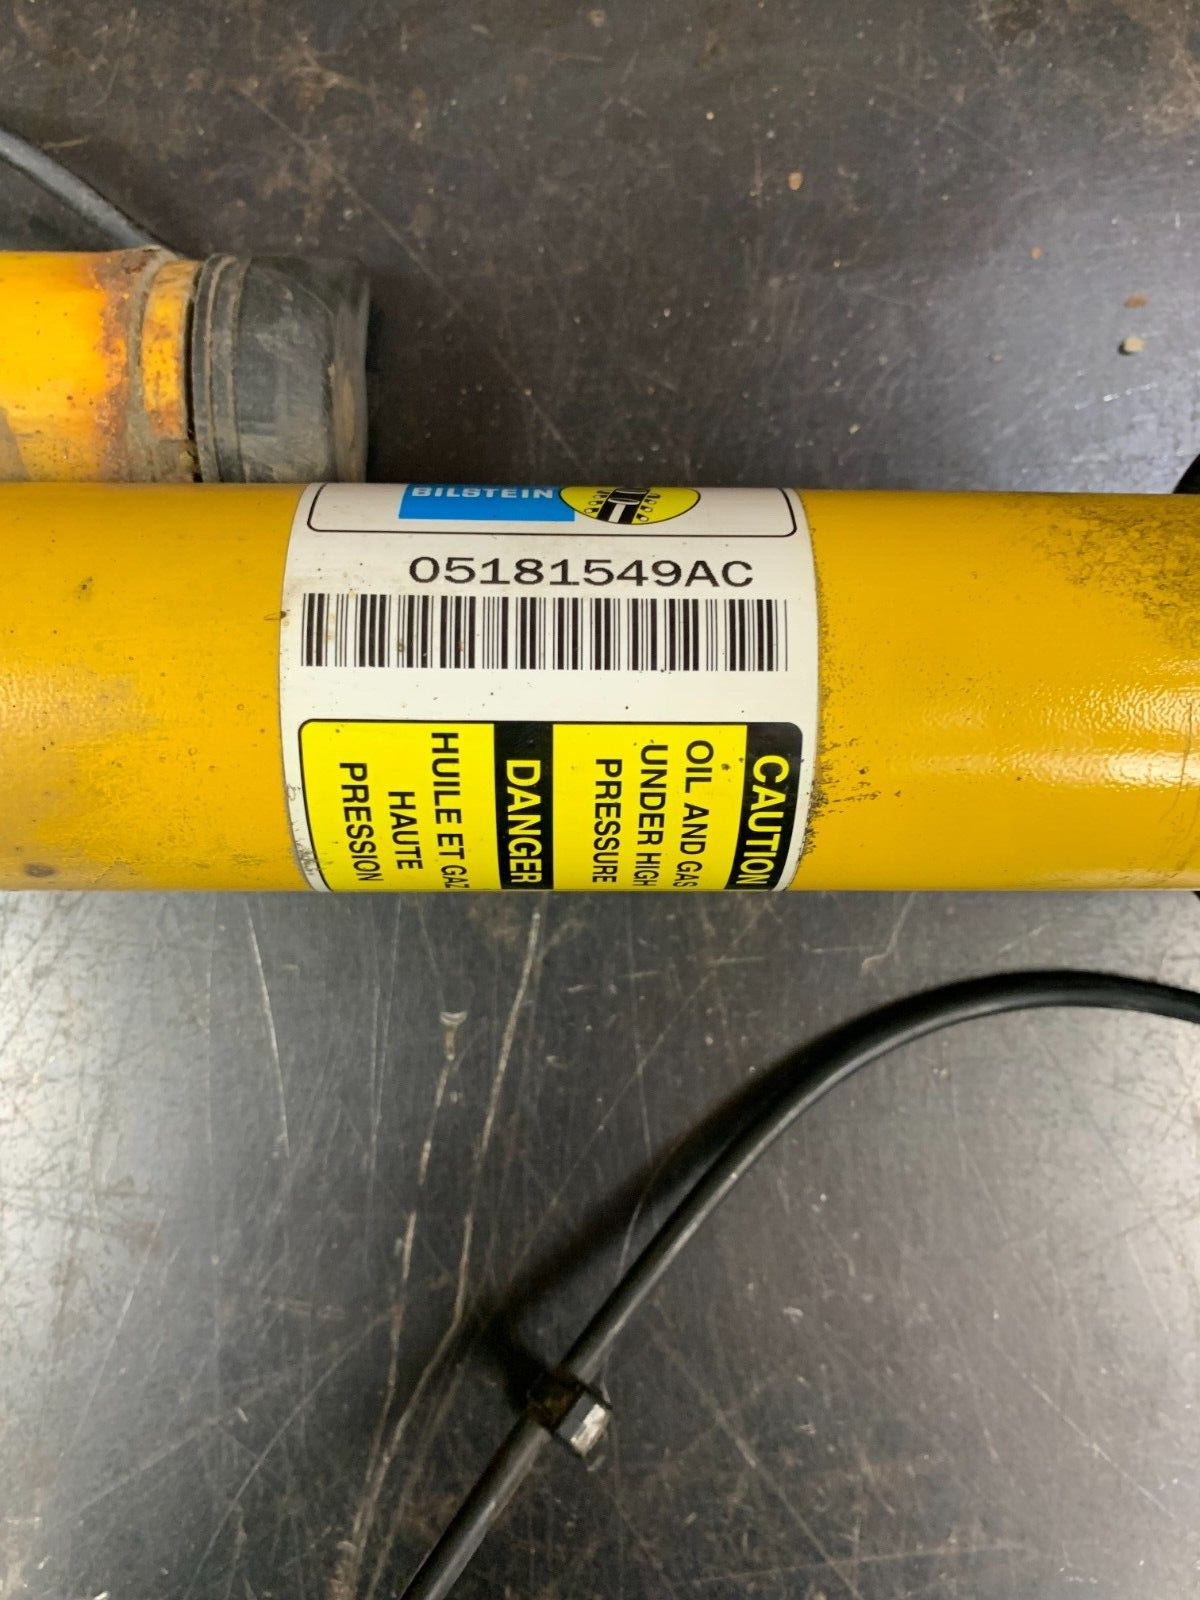 BILSTEIN
05181549AC
CAUTION
OIL AND GAS
UNDER HIGH
PRESSURE
DANGER
HUILE ET GAZ
HAUTE
PRESSION